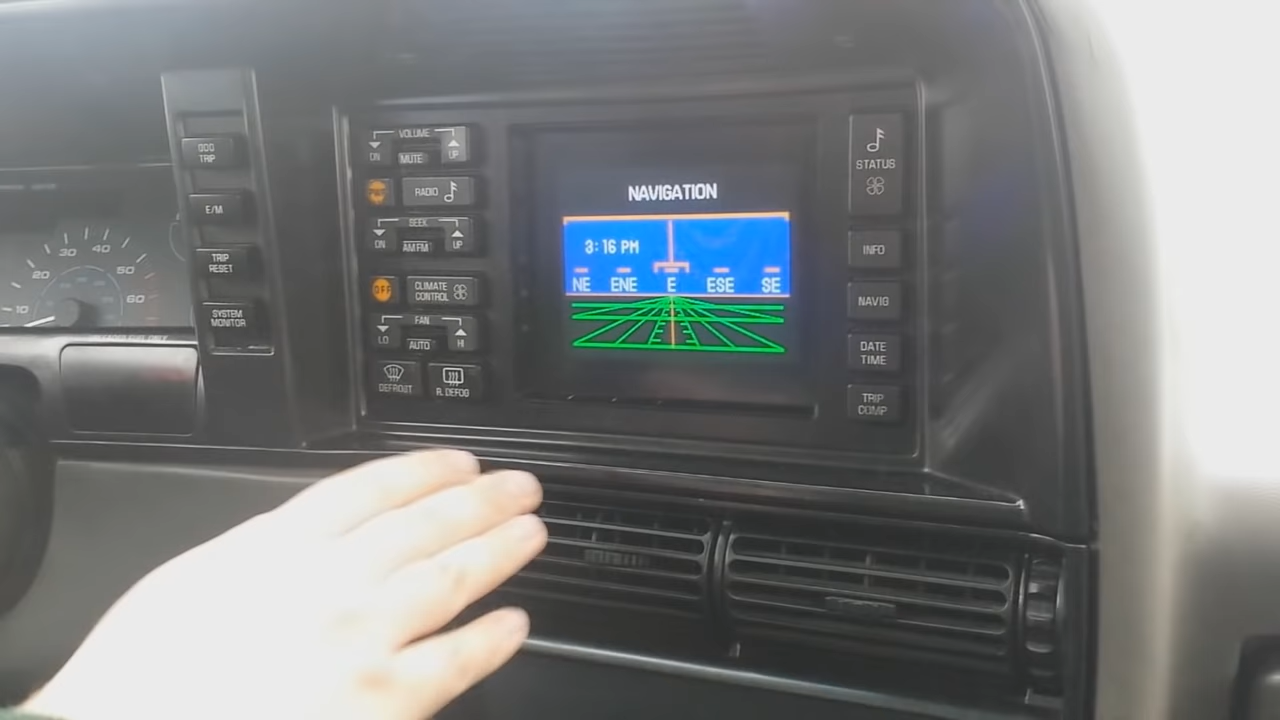 ODO
TRIP
E/M
TRIP
RESET
SYSTEM
MONITOR
10
20
30
40
50
60
VOLUME
DN
MUTE
UP
RADIO
SEEK
DN
AM FM
UP
OFF
CLIMATE
CONTROL
FAN
LO
AUTO
HI
DEFROST
R. DEFOG
NAVIGATION
3:16 PM
NE ENE E ESE SE
STATUS
INFO
NAVIG
DATE
TIME
TRIP
COMP